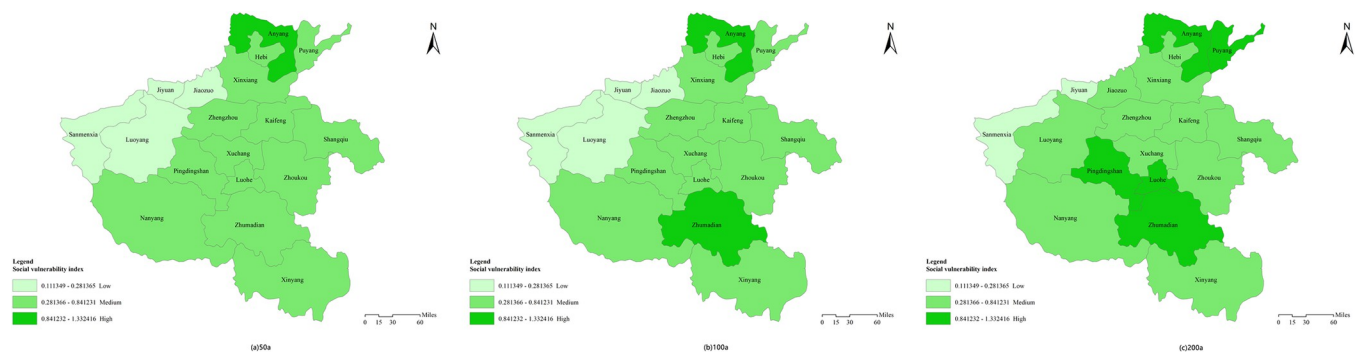 N
Anyang
Puyang
Hebi
Xinxiang
Jiyuan
Jiaozuo
Sanmenxia
Luoyang
Zhengzhou
Kaifeng
Shangqiu
Xuchang
Pingdingshan
Luohe
Zhoukou
Nanyang
Zhumadian
Xinyang
Legend
Social vulnerability index
0.111349 - 0.281365 Low
0.281366 - 0.841231 Medium
0.841232 - 1.332416 High
Miles
0 15 30 60
(a)50a
N
Anyang
Puyang
Hebi
Xinxiang
Jiyuan
Jiaozuo
Sanmenxia
Luoyang
Zhengzhou
Kaifeng
Shangqiu
Xuchang
Pingdingshan
Luohe
Zhoukou
Nanyang
Zhumadian
Xinyang
Legend
Social vulnerability index
0.111349 - 0.281365 Low
0.281366 - 0.841231 Medium
0.841232 - 1.332416 High
Miles
0 15 30 60
(b)100a
N
Anyang
Puyang
Hebi
Xinxiang
Jiyuan
Jiaozuo
Sanmenxia
Luoyang
Zhengzhou
Kaifeng
Shangqiu
Xuchang
Pingdingshan
Luohe
Zhoukou
Nanyang
Zhumadian
Xinyang
Legend
Social vulnerability index
0.111349 - 0.281365 Low
0.281366 - 0.841231 Medium
0.841232 - 1.332416 High
Miles
0 15 30 60
(c)200a